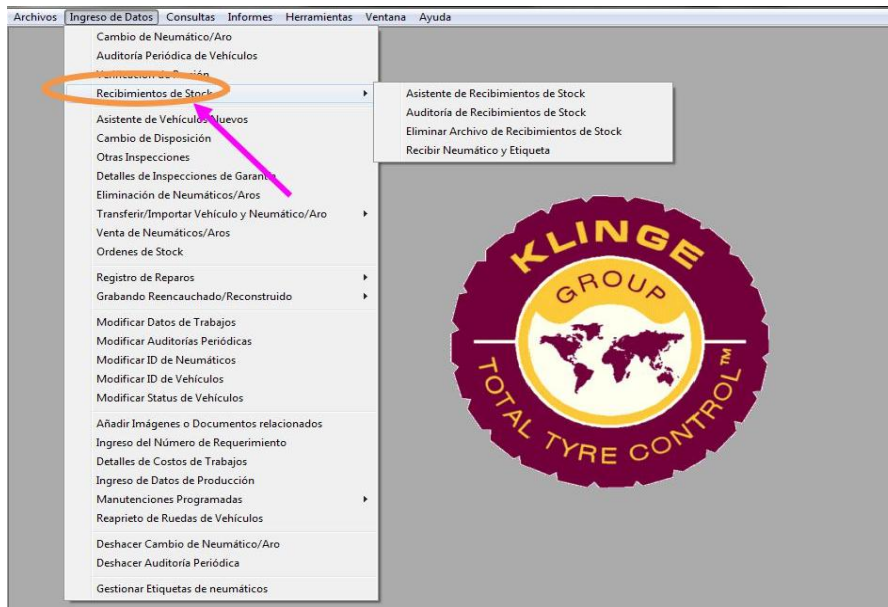 Archivos Ingreso de Datos Consultas Informes Herramientas Ventana Ayuda
Cambio de Neumático/Aro
Auditoría Periódica de Vehículos
Verificación de Presión
Recibimientos de Stock
Asistente de Recibimientos de Stock
Auditoría de Recibimientos de Stock
Eliminar Archivo de Recibimientos de Stock
Recibir Neumático y Etiqueta
Asistente de Vehículos Nuevos
Cambio de Disposición
Otras Inspecciones
Detalles de Inspecciones de Garantía
Eliminación de Neumáticos/Aros
Transferir/Importar Vehículo y Neumático/Aro
Venta de Neumáticos/Aros
Ordenes de Stock
Registro de Reparos
Grabando Reencauchado/Reconstruido
Modificar Datos de Trabajos
Modificar Auditorías Periódicas
Modificar ID de Neumáticos
Modificar ID de Vehículos
Modificar Status de Vehículos
Añadir Imágenes o Documentos relacionados
Ingreso del Número de Requerimiento
Detalles de Costos de Trabajos
Ingreso de Datos de Producción
Manutenciones Programadas
Reaprieto de Ruedas de Vehículos
Deshacer Cambio de Neumático/Aro
Deshacer Auditoría Periódica
Gestionar Etiquetas de neumáticos
KLINGE
GROUP
TOTAL TYRE CONTROL™